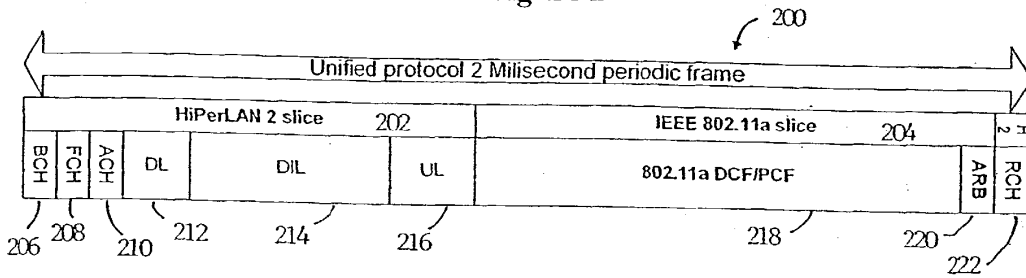 200
Unified protocol 2 Milisecond periodic frame
HiPerLAN 2 slice 202 IEEE 802.11a slice 204 H 2
BCH FCH ACH DL DiL UL 802.11a DCF/PCF ARB RCH
206 208 210 212 214 216 218 220 222